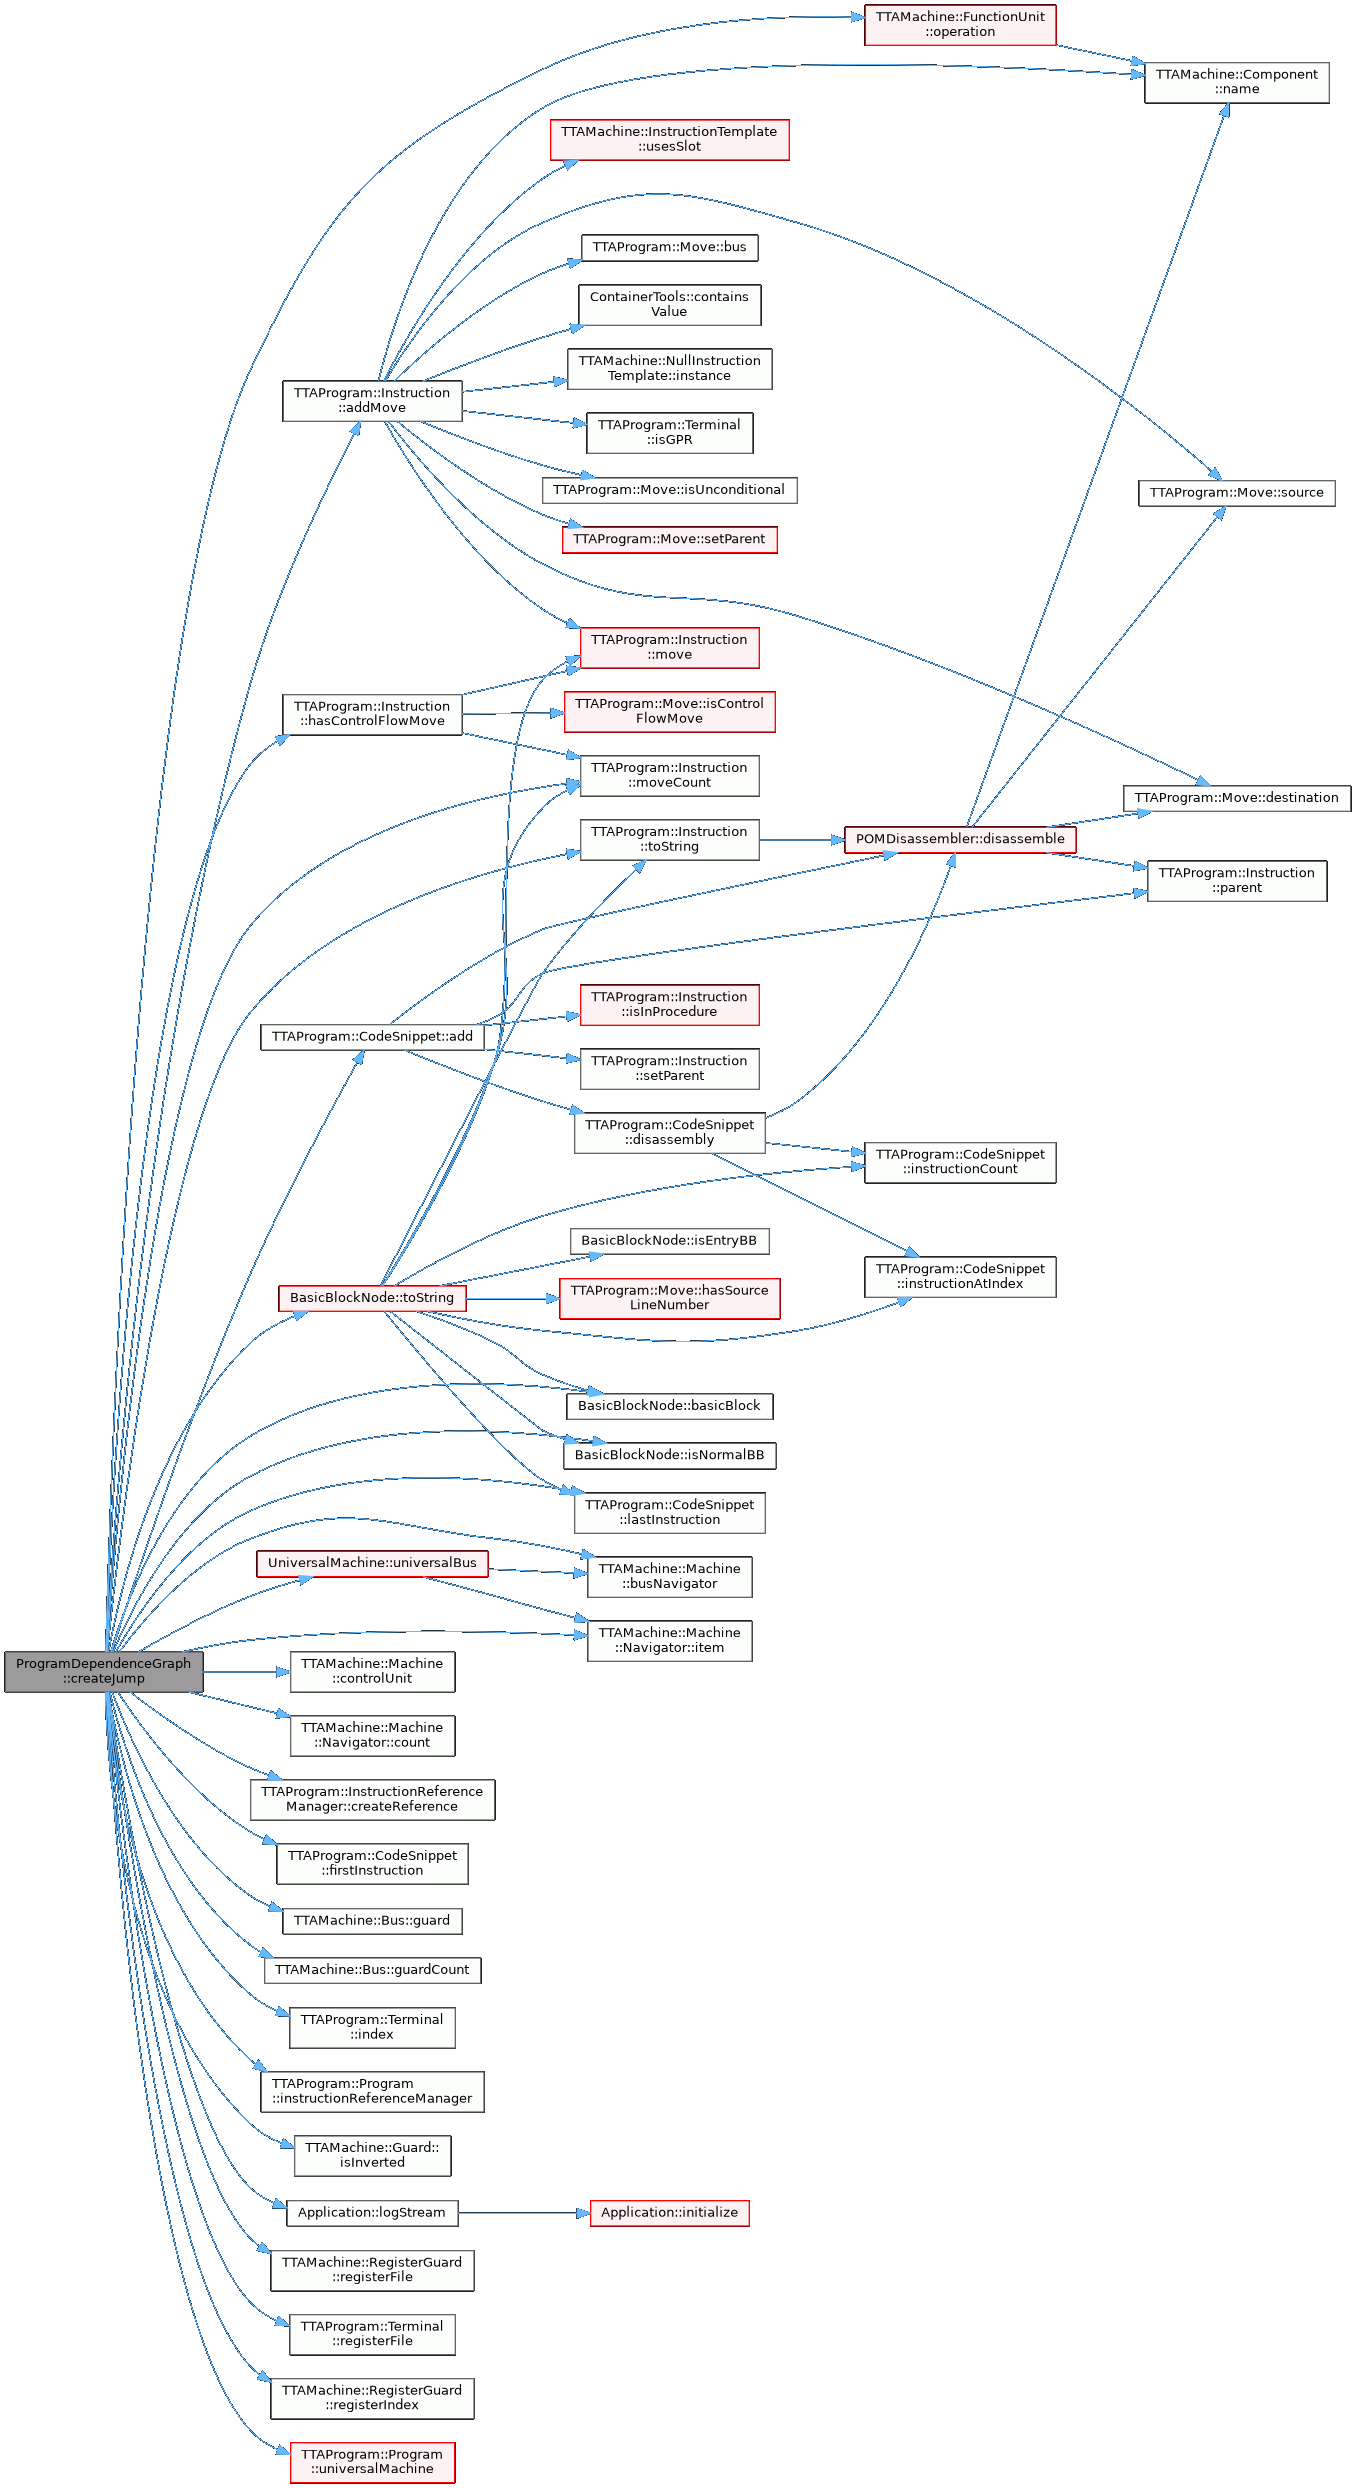 TTAMachine::FunctionUnit
::operation
TTAMachine::Component
::name
TTAMachine::InstructionTemplate
::usesSlot
TTAProgram::Move::bus
ContainerTools::contains
Value
TTAMachine::NullInstruction
Template::instance
TTAProgram::Instruction
::addMove
TTAProgram::Terminal
::isGPR
TTAProgram::Move::isUnconditional
TTAProgram::Move::source
TTAProgram::Move::setParent
TTAProgram::Instruction
::move
TTAProgram::Instruction
::hasControlFlowMove
TTAProgram::Move::isControl
FlowMove
TTAProgram::Instruction
::moveCount
TTAProgram::Move::destination
TTAProgram::Instruction
::toString
POMDisassembler::disassemble
TTAProgram::Instruction
::parent
TTAProgram::Instruction
::isInProcedure
TTAProgram::CodeSnippet::add
TTAProgram::Instruction
::setParent
TTAProgram::CodeSnippet
::disassembly
TTAProgram::CodeSnippet
::instructionCount
BasicBlockNode::isEntryBB
TTAProgram::CodeSnippet
::instructionAtIndex
BasicBlockNode::toString
TTAProgram::Move::hasSource
LineNumber
BasicBlockNode::basicBlock
BasicBlockNode::isNormalBB
TTAProgram::CodeSnippet
::lastInstruction
UniversalMachine::universalBus
TTAMachine::Machine
::busNavigator
TTAMachine::Machine
::Navigator::item
ProgramDependenceGraph
::createJump
TTAMachine::Machine
::controlUnit
TTAMachine::Machine
::Navigator::count
TTAProgram::InstructionReference
Manager::createReference
TTAProgram::CodeSnippet
::firstInstruction
TTAMachine::Bus::guard
TTAMachine::Bus::guardCount
TTAProgram::Terminal
::index
TTAProgram::Program
::instructionReferenceManager
TTAMachine::Guard::
isInverted
Application::logStream
Application::initialize
TTAMachine::RegisterGuard
::registerFile
TTAProgram::Terminal
::registerFile
TTAMachine::RegisterGuard
::registerIndex
TTAProgram::Program
::universalMachine